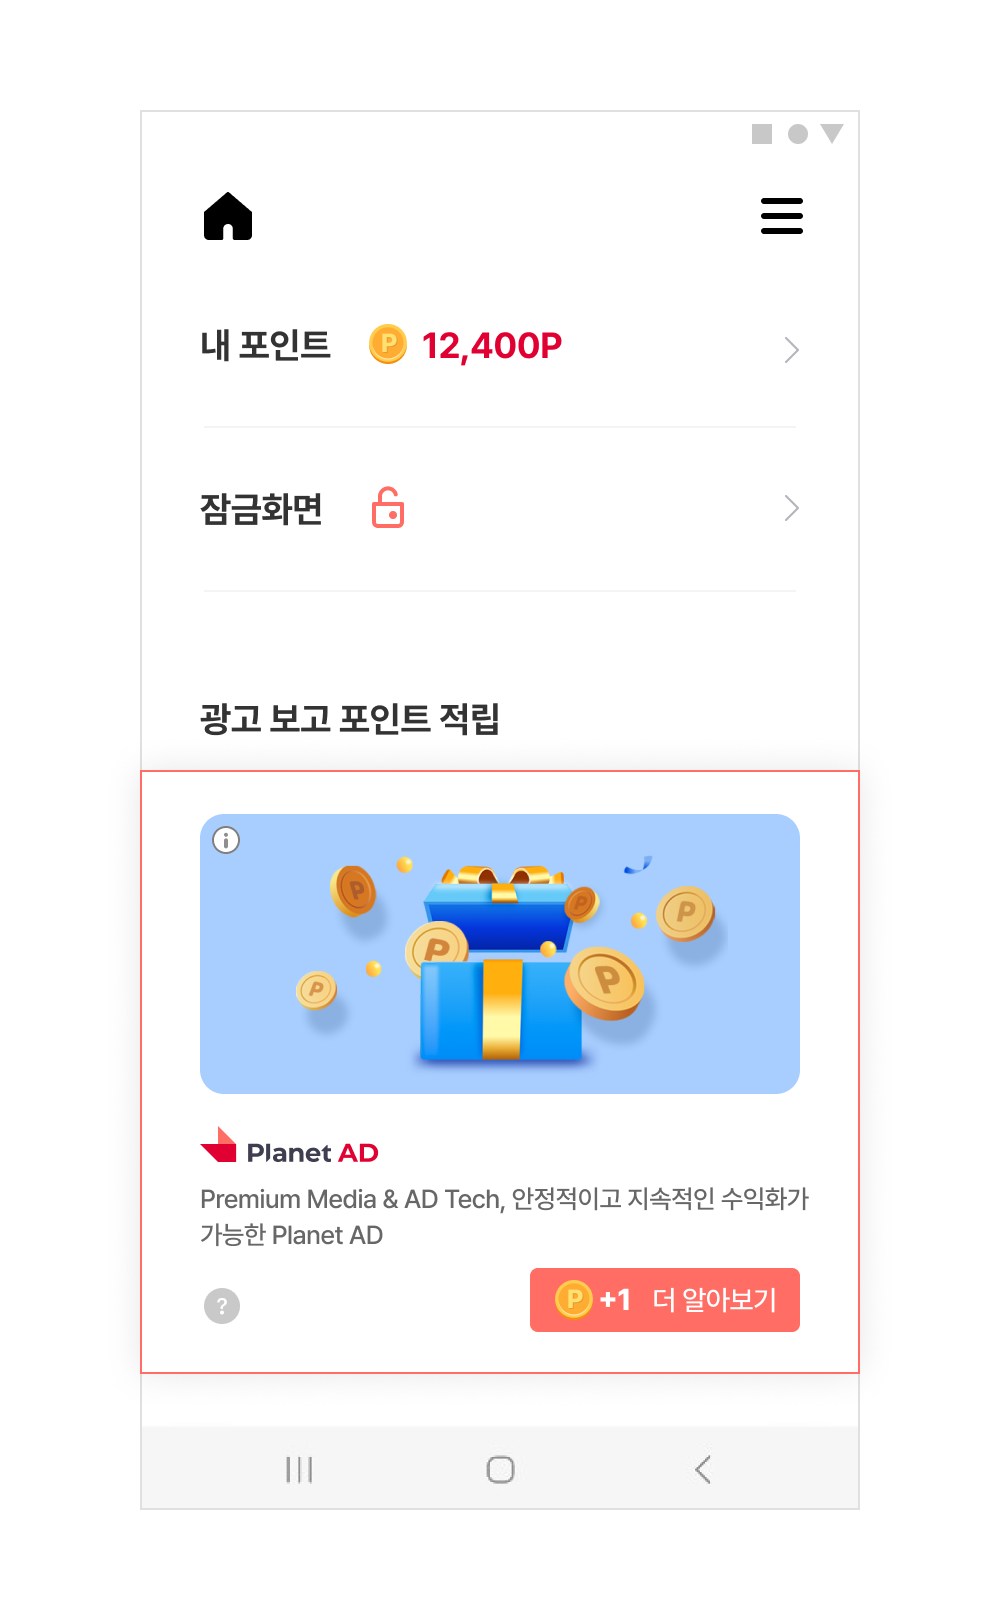 내 포인트 P 12,400P
잠금화면
광고 보고 포인트 적립
i
P P P P P P
Planet AD
Premium Media & AD Tech, 안정적이고 지속적인 수익화가
가능한 Planet AD
? P +1 더 알아보기